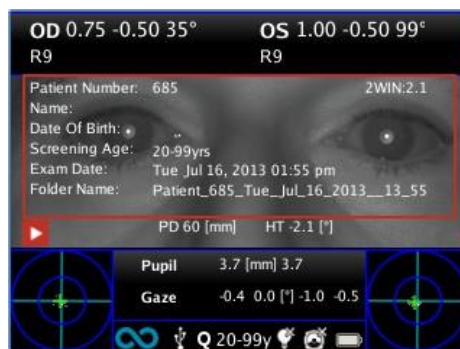 OD 0.75 -0.50 35° OS 1.00 -0.50 99°
R9 R9
Patient Number: 685 2WIN:2.1
Name:
Date Of Birth:
Screening Age: 20-99yrs
Exam Date: Tue Jul 16, 2013 01:55 pm
Folder Name: Patient_685_Tue_Jul_16_2013__13_55
PD 60 [mm] HT -2.1 [°]
Pupil 3.7 [mm] 3.7
Gaze -0.4 0.0 [°] -1.0 -0.5
Q 20-99y